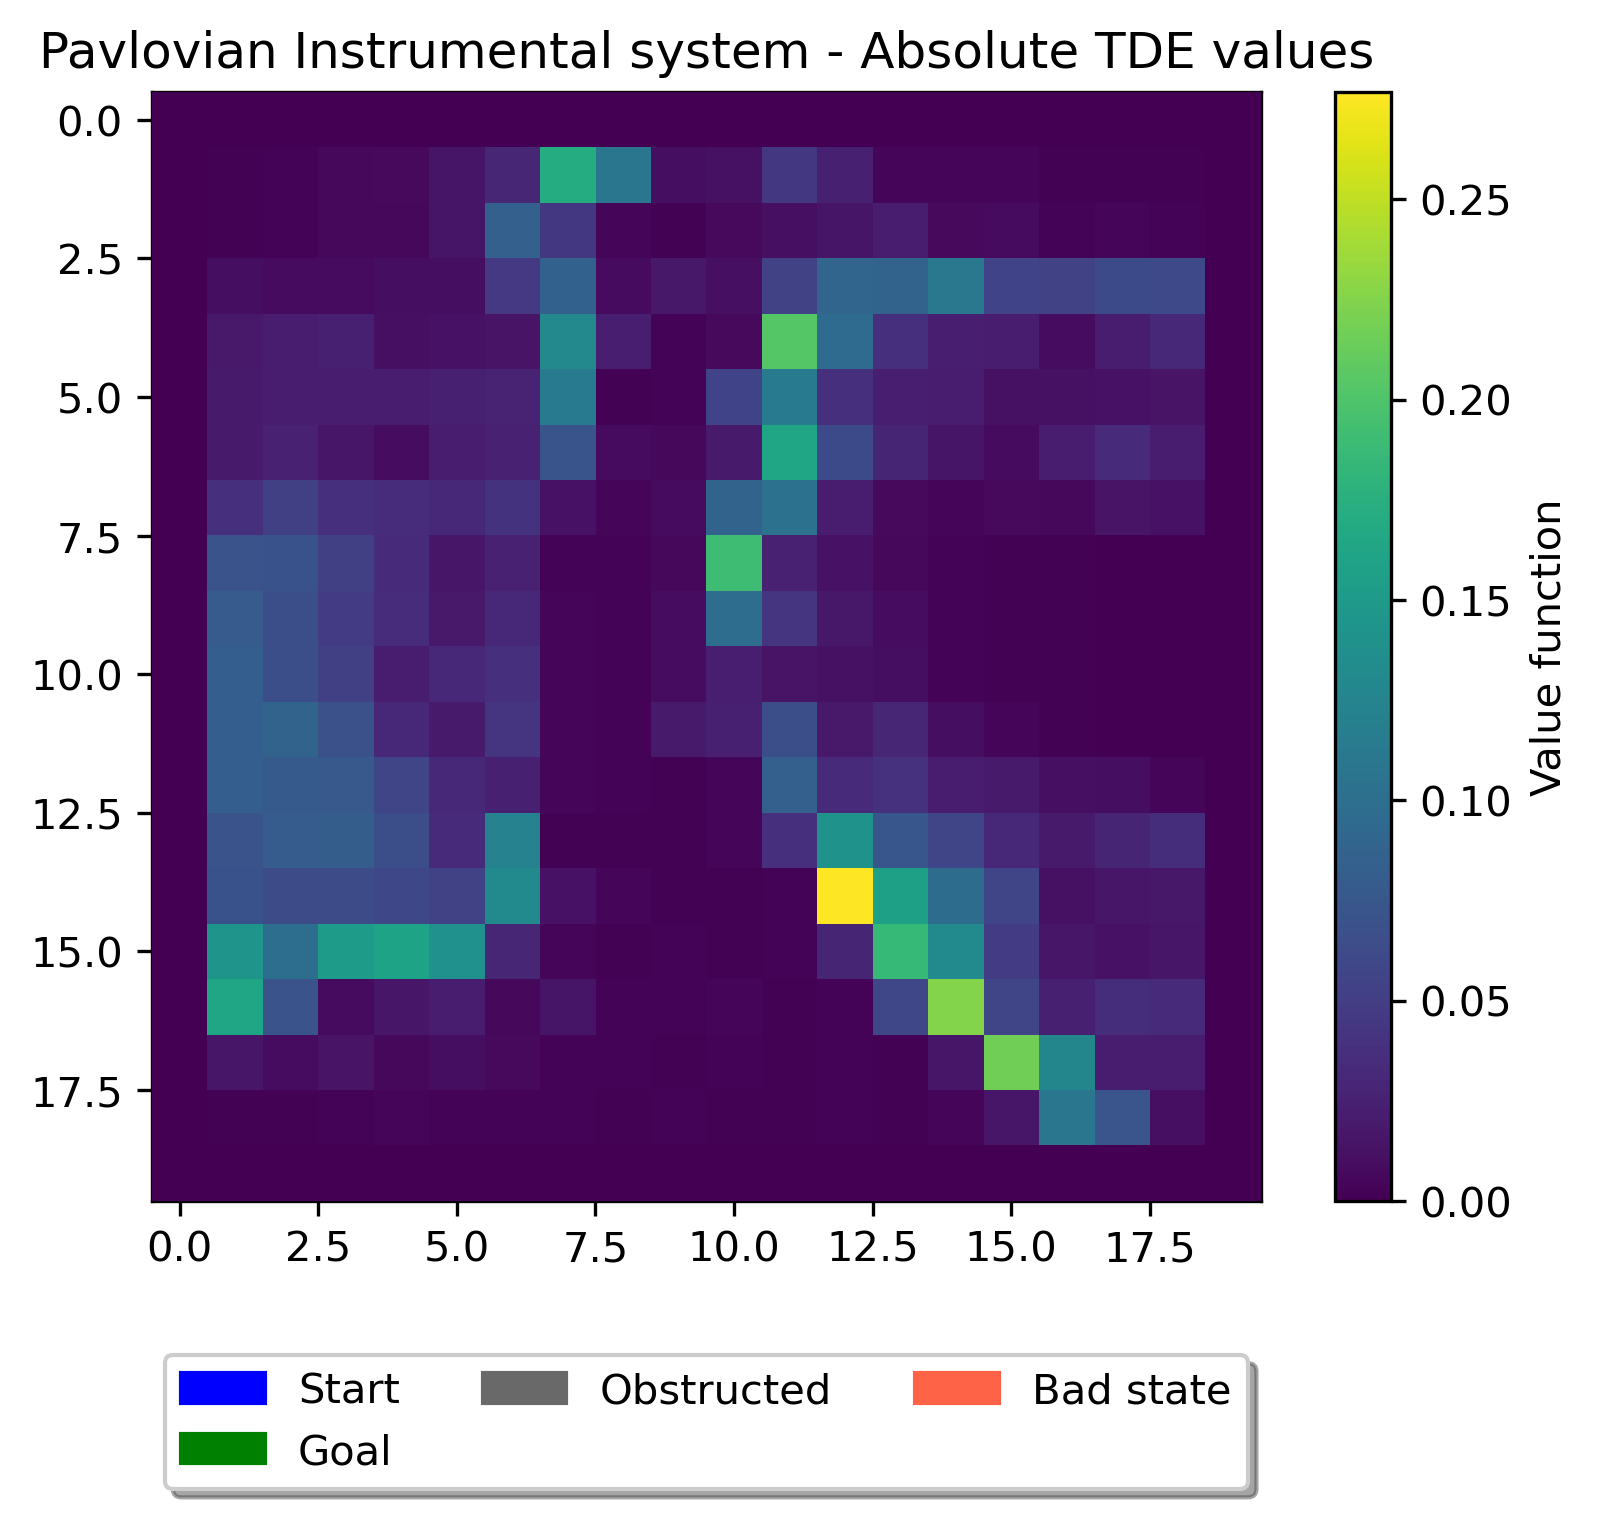 Pavlovian Instrumental system - Absolute TDE values
0.0
2.5
5.0
7.5
10.0
12.5
15.0
17.5
0.0 2.5 5.0 7.5 10.0 12.5 15.0 17.5
0.25
0.20
0.15
0.10
0.05
0.00
Value function
Start Obstructed Bad state
Goal